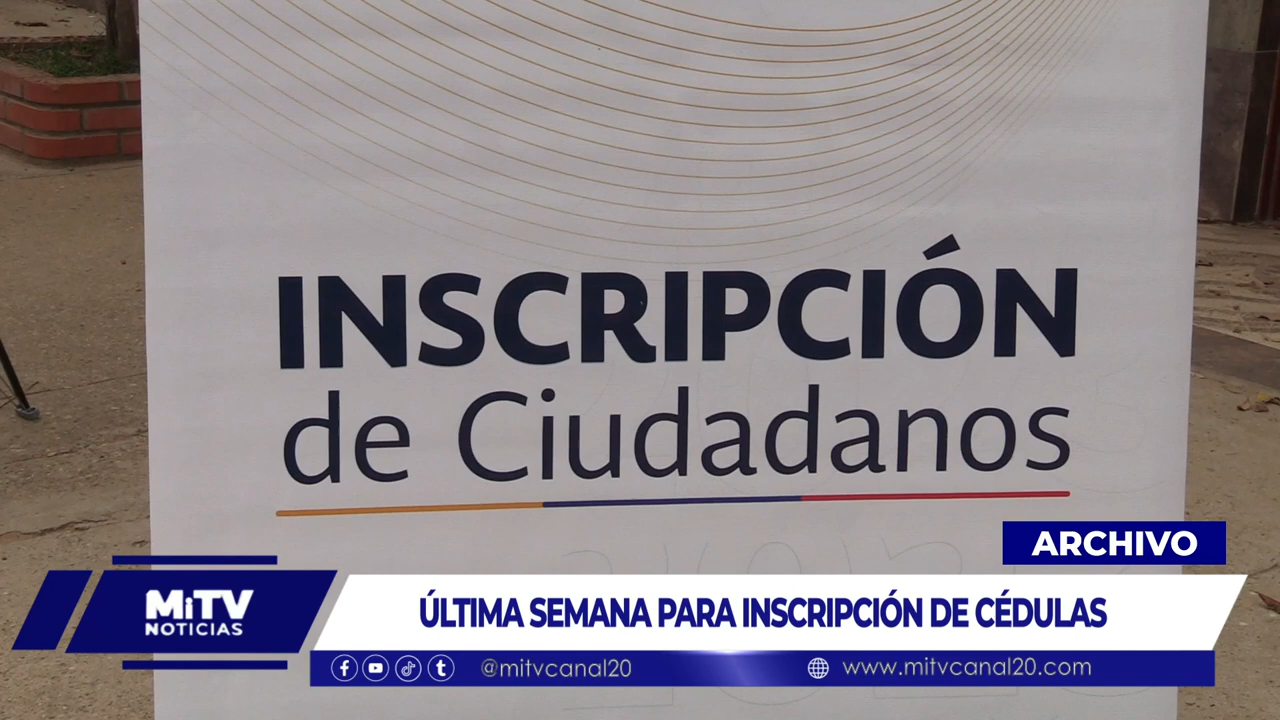 INSCRIPCIÓN
de Ciudadanos
ARCHIVO
MiTV
NOTICIAS
ÚLTIMA SEMANA PARA INSCRIPCIÓN DE CÉDULAS
@mitvcanal20
www.mitvcanal20.com